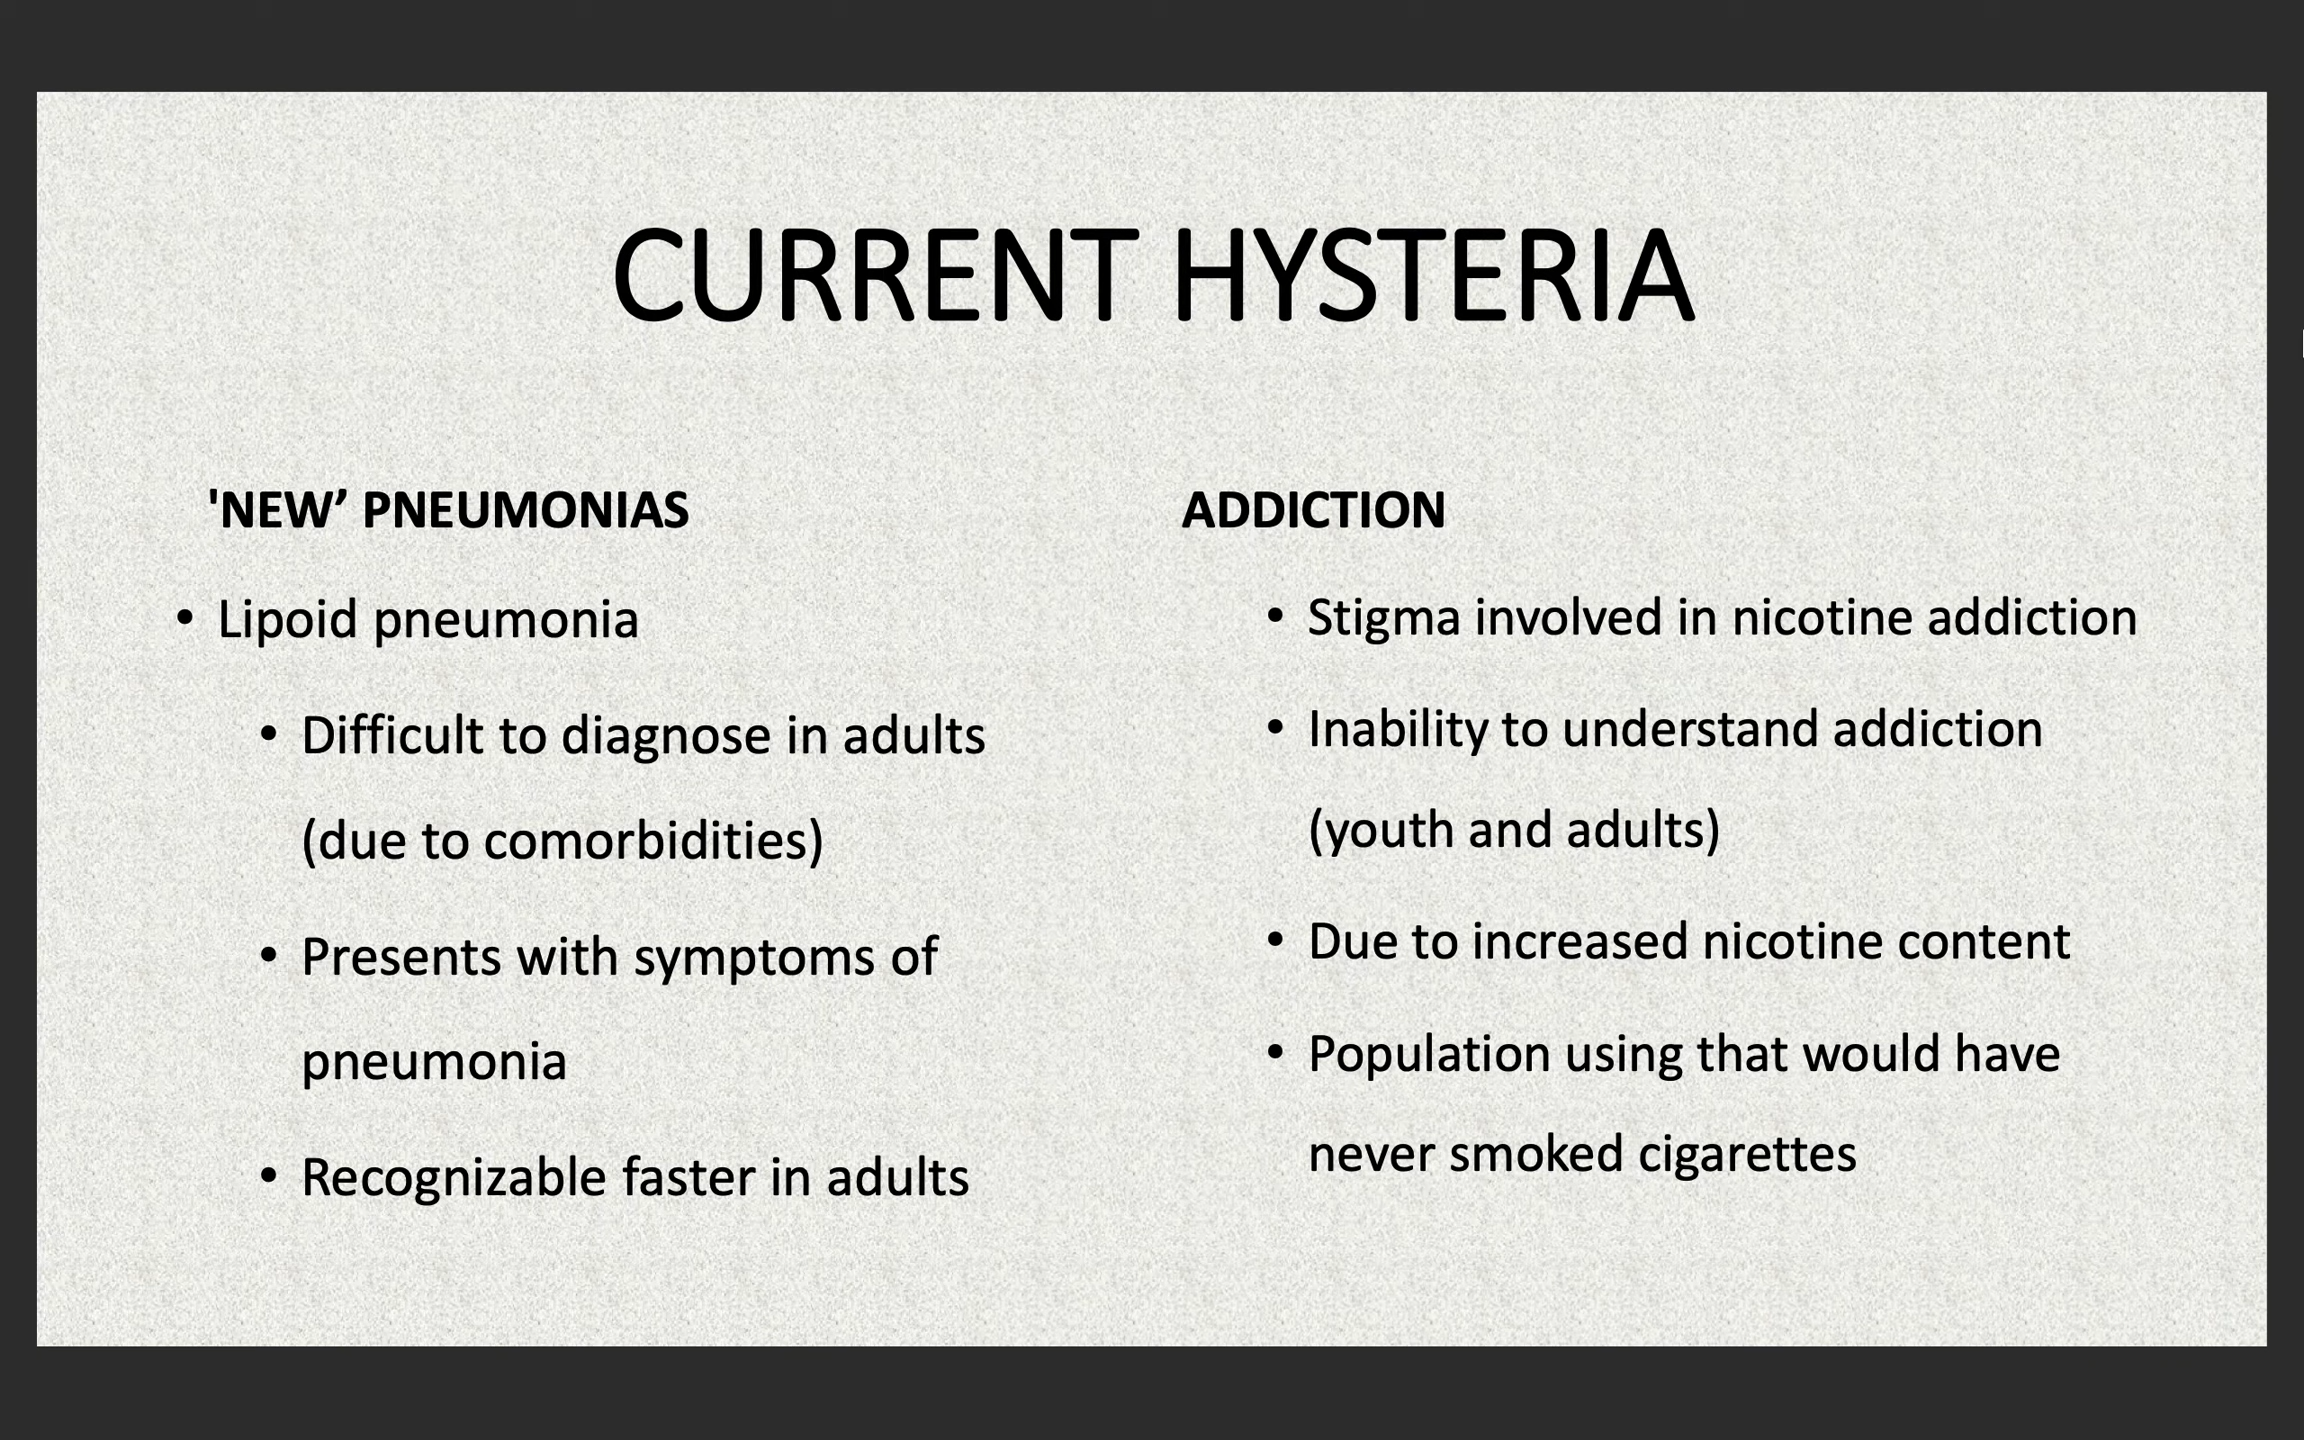 CURRENT HYSTERIA
'NEW’ PNEUMONIAS
• Lipoid pneumonia
• Difficult to diagnose in adults
(due to comorbidities)
• Presents with symptoms of
pneumonia
• Recognizable faster in adults
ADDICTION
• Stigma involved in nicotine addiction
• Inability to understand addiction
(youth and adults)
• Due to increased nicotine content
• Population using that would have
never smoked cigarettes